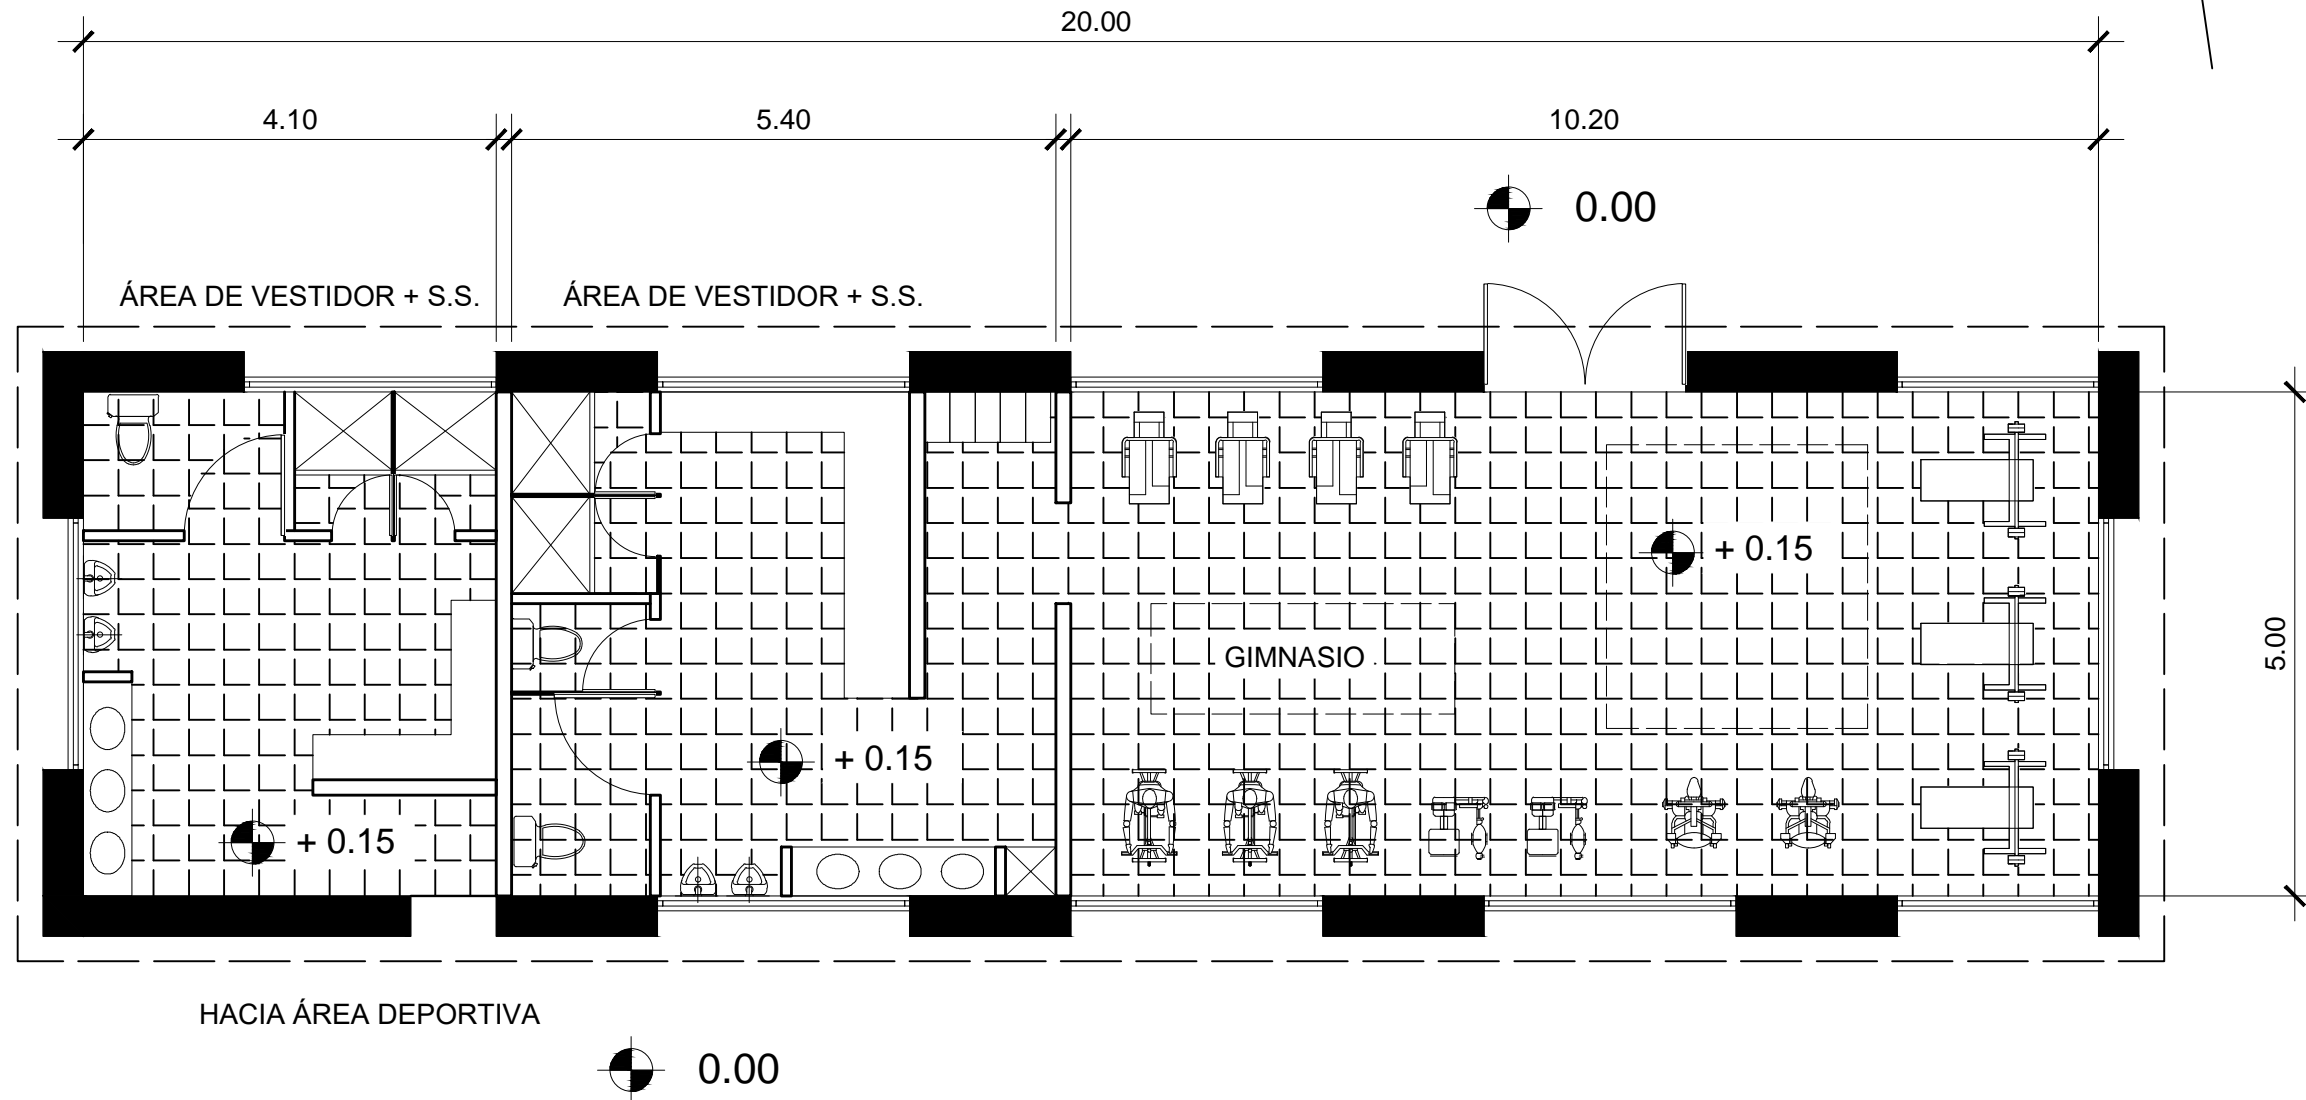 20.00
4.10
5.40
10.20
0.00
ÁREA DE VESTIDOR + S.S.
ÁREA DE VESTIDOR + S.S.
+ 0.15
5.00
GIMNASIO
+ 0.15
+ 0.15
HACIA ÁREA DEPORTIVA
0.00